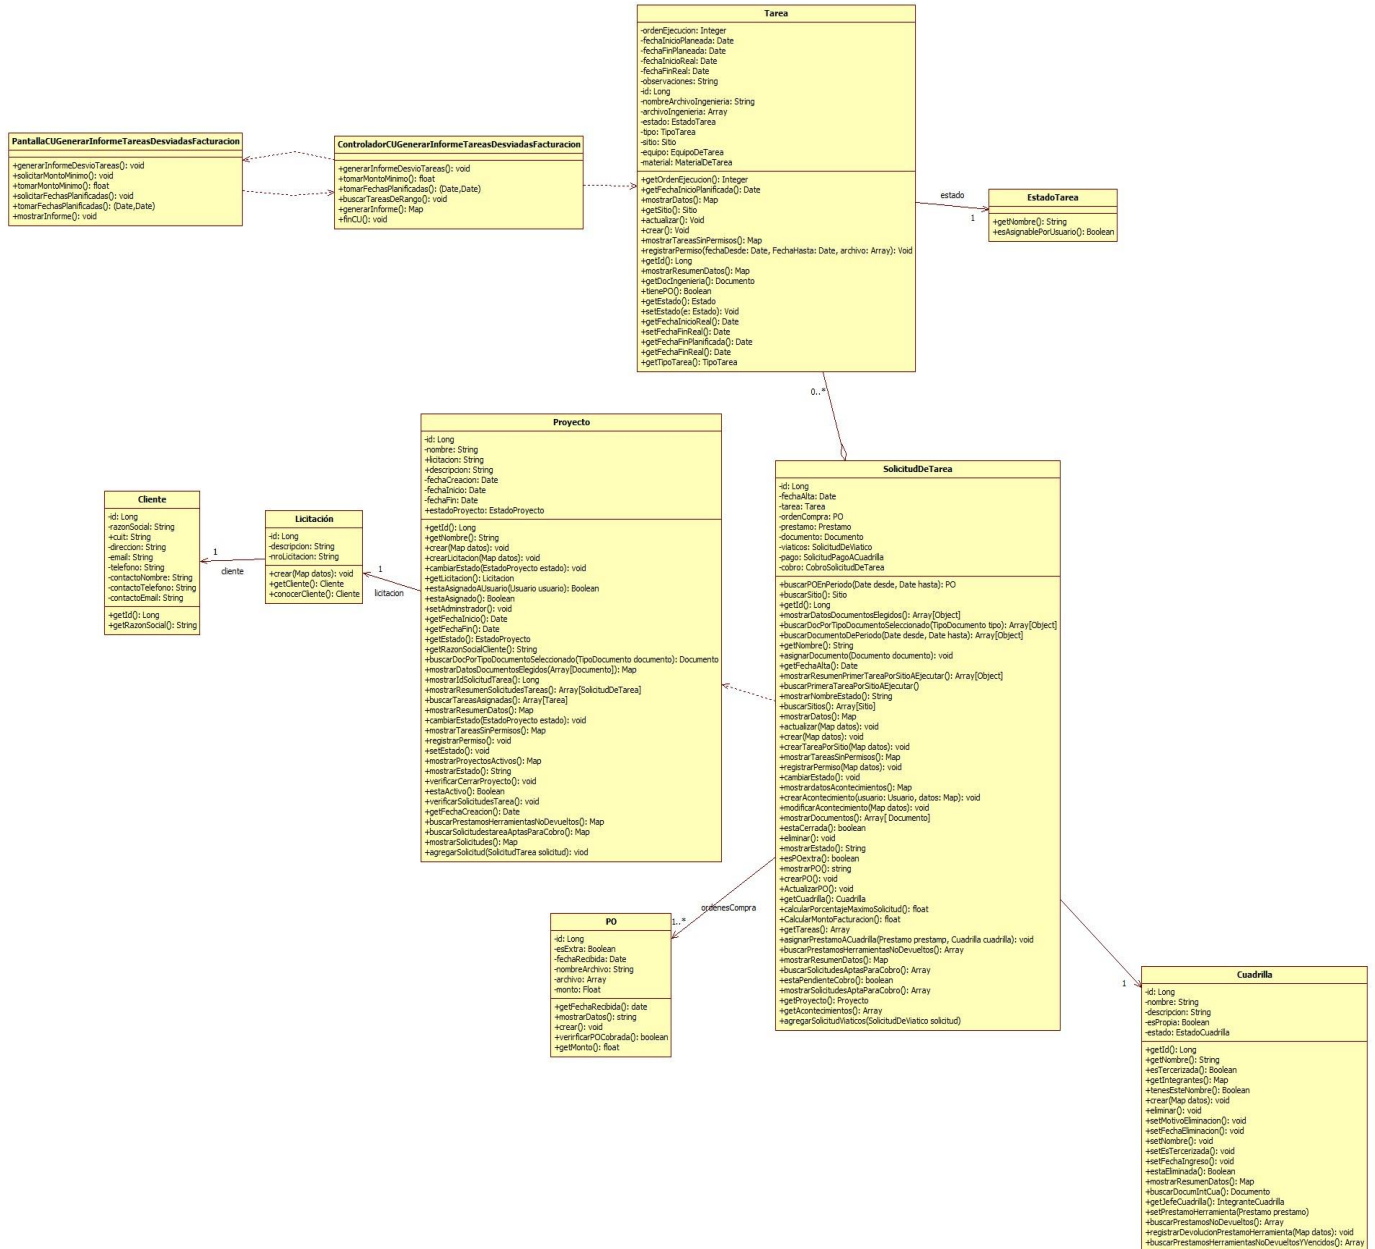 Tarea
-ordenEjecucion: Integer
-fechaInicioPlaneada: Date
-fechaFinPlaneada: Date
-fechaInicioReal: Date
-fechaFinReal: Date
-observaciones: String
-id: Long
-nombreArchivoIngenieria: String
-archivoIngenieria: Array
-estado: EstadoTarea
-tipo: TipoTarea
-sitio: Sitio
-equipo: EquipoDeTarea
-material: MaterialDeTarea
+getOrdenEjecucion(): Integer
+getFechaInicioPlanificada(): Date
+mostrarDatos(): Map
+getSitio(): Sitio
+actualizar(): Void
+crear(): Void
+mostrarTareasSinPermisos(): Map
+registrarPermiso(fechaDesde: Date, FechaHasta: Date, archivo: Array): Void
+getId(): Long
+mostrarResumenDatos(): Map
+getDocIngenieria(): Documento
+tienePO(): Boolean
+getEstado(): Estado
+setEstado(e: Estado): Void
+getFechaInicioReal(): Date
+setFechaFinReal(): Date
+getFechaFinPlanificada(): Date
+getFechaFinReal(): Date
+getTipoTarea(): TipoTarea
PantallaCUGenerarInformeTareasDesviadasFacturacion
+generarInformeDesvioTareas(): void
+solicitarMontoMinimo(): void
+tomarMontoMinimo(): float
+solicitarFechasPlanificadas(): void
+tomarFechasPlanificadas(): (Date,Date)
+mostrarInforme(): void
ControladorCUGenerarInformeTareasDesviadasFacturacion
+generarInformeDesvioTareas(): void
+tomarMontoMinimo(): float
+tomarFechasPlanificadas(): (Date,Date)
+buscarTareasDeRango(): void
+generarInforme(): Map
+finCU(): void
estado
1
EstadoTarea
+getNombre(): String
+esAsignablePorUsuario(): Boolean
0..*
Proyecto
-id: Long
-nombre: String
+licitacion: String
+descripcion: String
-fechaCreacion: Date
-fechaInicio: Date
-fechaFin: Date
+estadoProyecto: EstadoProyecto
+getId(): Long
+getNombre(): String
+crear(Map datos): void
+crearLicitacion(Map datos): void
+cambiarEstado(EstadoProyecto estado): void
+getLicitacion(): Licitacion
+estaAsignadoAUsuario(Usuario usuario): Boolean
+estaAsignado(): Boolean
+setAdminstrador(): void
+getFechaInicio(): Date
+getFechaFin(): Date
+getEstado(): EstadoProyecto
+getRazonSocialCliente(): String
+buscarDocPorTipoDocumentoSeleccionado(TipoDocumento documento): Documento
+mostrarDatosDocumentosElegidos(Array[Documento]): Map
+mostrarIdSolicitudTarea(): Long
+mostrarResumenSolicitudesTareas(): Array[SolicitudDeTarea]
+buscarTareasAsignadas(): Array[Tarea]
+mostrarResumenDatos(): Map
+cambiarEstado(EstadoProyecto estado): void
+mostrarTareasSinPermisos(): Map
+registrarPermiso(): void
+setEstado(): void
+mostrarProyectosActivos(): Map
+mostrarEstado(): String
+verificarCerrarProyecto(): void
+estaActivo(): Boolean
+verificarSolicitudesTarea(): void
+getFechaCreacion(): Date
+buscarPrestamosHerramientasNoDevueltos(): Map
+buscarSolicitudestareaAptasParaCobro(): Map
+mostrarSolicitudes(): Map
+agregarSolicitud(SolicitudTarea solicitud): viod
Cliente
-id: Long
-razonSocial: String
+cuit: String
-direccion: String
-email: String
-telefono: String
-contactoNombre: String
-contactoTelefono: String
-contactoEmail: String
+getId(): Long
+getRazonSocial(): String
1
cliente
Licitación
-id: Long
-descripcion: String
-nroLicitacion: String
+crear(Map datos): void
+getCliente(): Cliente
+conocerCliente(): Cliente
1
licitacion
SolicitudDeTarea
-id: Long
-fechaAlta: Date
-tarea: Tarea
-ordenCompra: PO
-prestamo: Prestamo
-documento: Documento
-viaticos: SolicitudDeViatico
-pago: SolicitudPagoACuadrilla
-cobro: CobroSolicitudDeTarea
+buscarPOEnPeriodo(Date desde, Date hasta): PO
+buscarSitio(): Sitio
+getId(): Long
+mostrarDatosDocumentosElegidos(): Array[Object]
+buscarDocPorTipoDocumentoSeleccionado(TipoDocumento tipo): Array[Object]
+buscarDocumentoDePeriodo(Date desde, Date hasta): Array[Object]
+getNombre(): String
+asignarDocumento(Documento documento): void
+getFechaAlta(): Date
+mostrarResumenPrimerTareaPorSitioAEjecutar(): Array[Object]
+buscarPrimeraTareaPorSitioAEjecutar()
+mostrarNombreEstado(): String
+buscarSitios(): Array[Sitio]
+mostrarDatos(): Map
+actualizar(Map datos): void
+crear(Map datos): void
+crearTareaPorSitio(Map datos): void
+mostrarTareasSinPermisos(): Map
+registrarPermiso(Map datos): void
+cambiarEstado(): void
+mostrardatosAcontecimientos(): Map
+crearAcontecimiento(usuario: Usuario, datos: Map): void
+modificarAcontecimiento(Map datos): void
+mostrarDocumentos(): Array[ Documento]
+estaCerrada(): boolean
+eliminar(): void
+mostrarEstado(): String
+esPOextra(): boolean
+mostrarPO(): string
+crearPO(): void
+ActualizarPO(): void
+getCuadrilla(): Cuadrilla
+calcularPorcentajeMaximoSolicitud(): float
+CalcularMontoFacturacion(): float
+getTareas(): Array
+asignarPrestamoACuadrilla(Prestamo prestamp, Cuadrilla cuadrilla): void
+buscarPrestamosHerramientasNoDevueltos(): Array
+mostrarResumenDatos(): Map
+buscarSolicitudesAptasParaCobro(): Array
+estaPendienteCobro(): boolean
+mostrarSolicitudesAptaParaCobro(): Array
+getProyecto(): Proyecto
+getAcontecimientos(): Array
+agregarSolicitudViaticos(SolicitudDeViatico solicitud)
ordenesCompra
1..*
PO
-id: Long
-esExtra: Boolean
-fechaRecibida: Date
-nombreArchivo: String
-archivo: Array
-monto: Float
+getFechaRecibida(): date
+mostrarDatos(): string
+crear(): void
+verirficarPOCobrada(): boolean
+getMonto(): float
1
Cuadrilla
-id: Long
-nombre: String
-descripcion: String
-esPropia: Boolean
-estado: EstadoCuadrilla
+getId(): Long
+getNombre(): String
+esTercerizada(): Boolean
+getIntegrantes(): Map
+tenesEsteNombre(): Boolean
+crear(Map datos): void
+eliminar(): void
+setMotivoEliminacion(): void
+setFechaEliminacion(): void
+setNombre(): void
+setEsTercerizada(): void
+setFechaIngreso(): void
+estaEliminada(): Boolean
+mostrarResumenDatos(): Map
+buscarDocumIntCua(): Documento
+getJefeCuadrilla(): IntegranteCuadrilla
+setPrestamoHerramienta(Prestamo prestamo)
+buscarPrestamosNoDevueltos(): Array
+registrarDevolucionPrestamoHerramienta(Map datos): void
+buscarPrestamosHerramientasNoDevueltosYVencidos(): Array